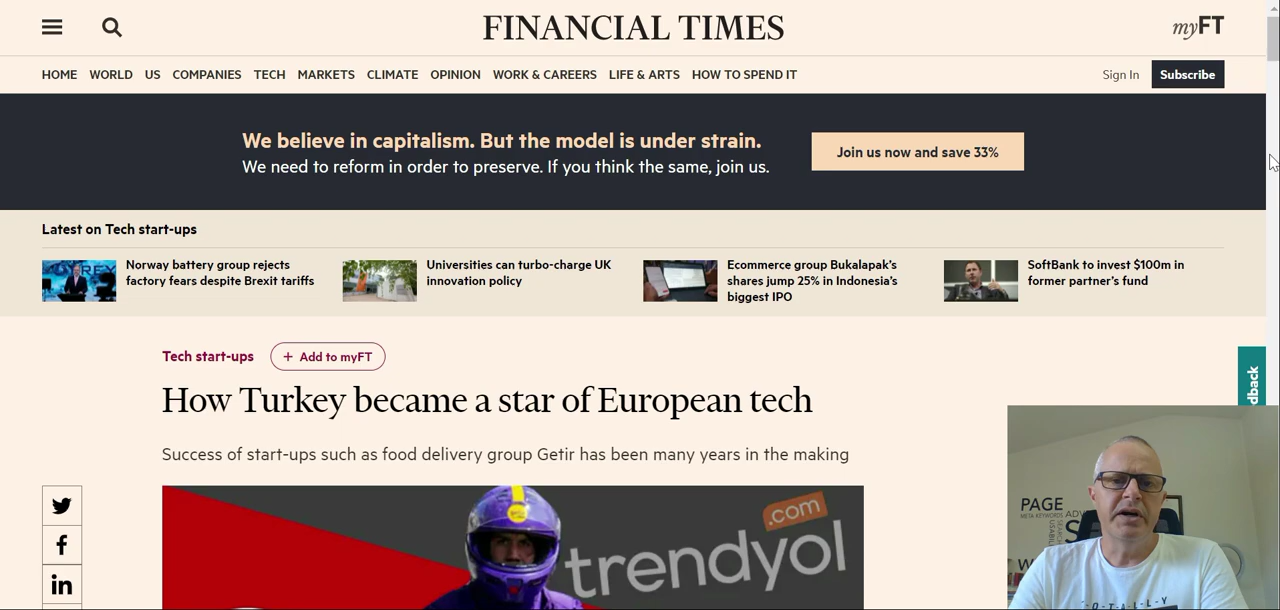 FINANCIAL TIMES
myFT
HOME WORLD US COMPANIES TECH MARKETS CLIMATE OPINION WORK & CAREERS LIFE & ARTS HOW TO SPEND IT
Sign In Subscribe
We believe in capitalism. But the model is under strain.
We need to reform in order to preserve. If you think the same, join us.
Join us now and save 33%
Latest on Tech start-ups
Norway battery group rejects
factory fears despite Brexit tariffs
Universities can turbo-charge UK
innovation policy
Ecommerce group Bukalapak's
shares jump 25% in Indonesia's
biggest IPO
SoftBank to invest $100m in
former partner's fund
Tech start-ups
+ Add to myFT
How Turkey became a star of European tech
Success of start-ups such as food delivery group Getir has been many years in the making
dback
in
trendyol
.com
PAGE
META KEYWORDS